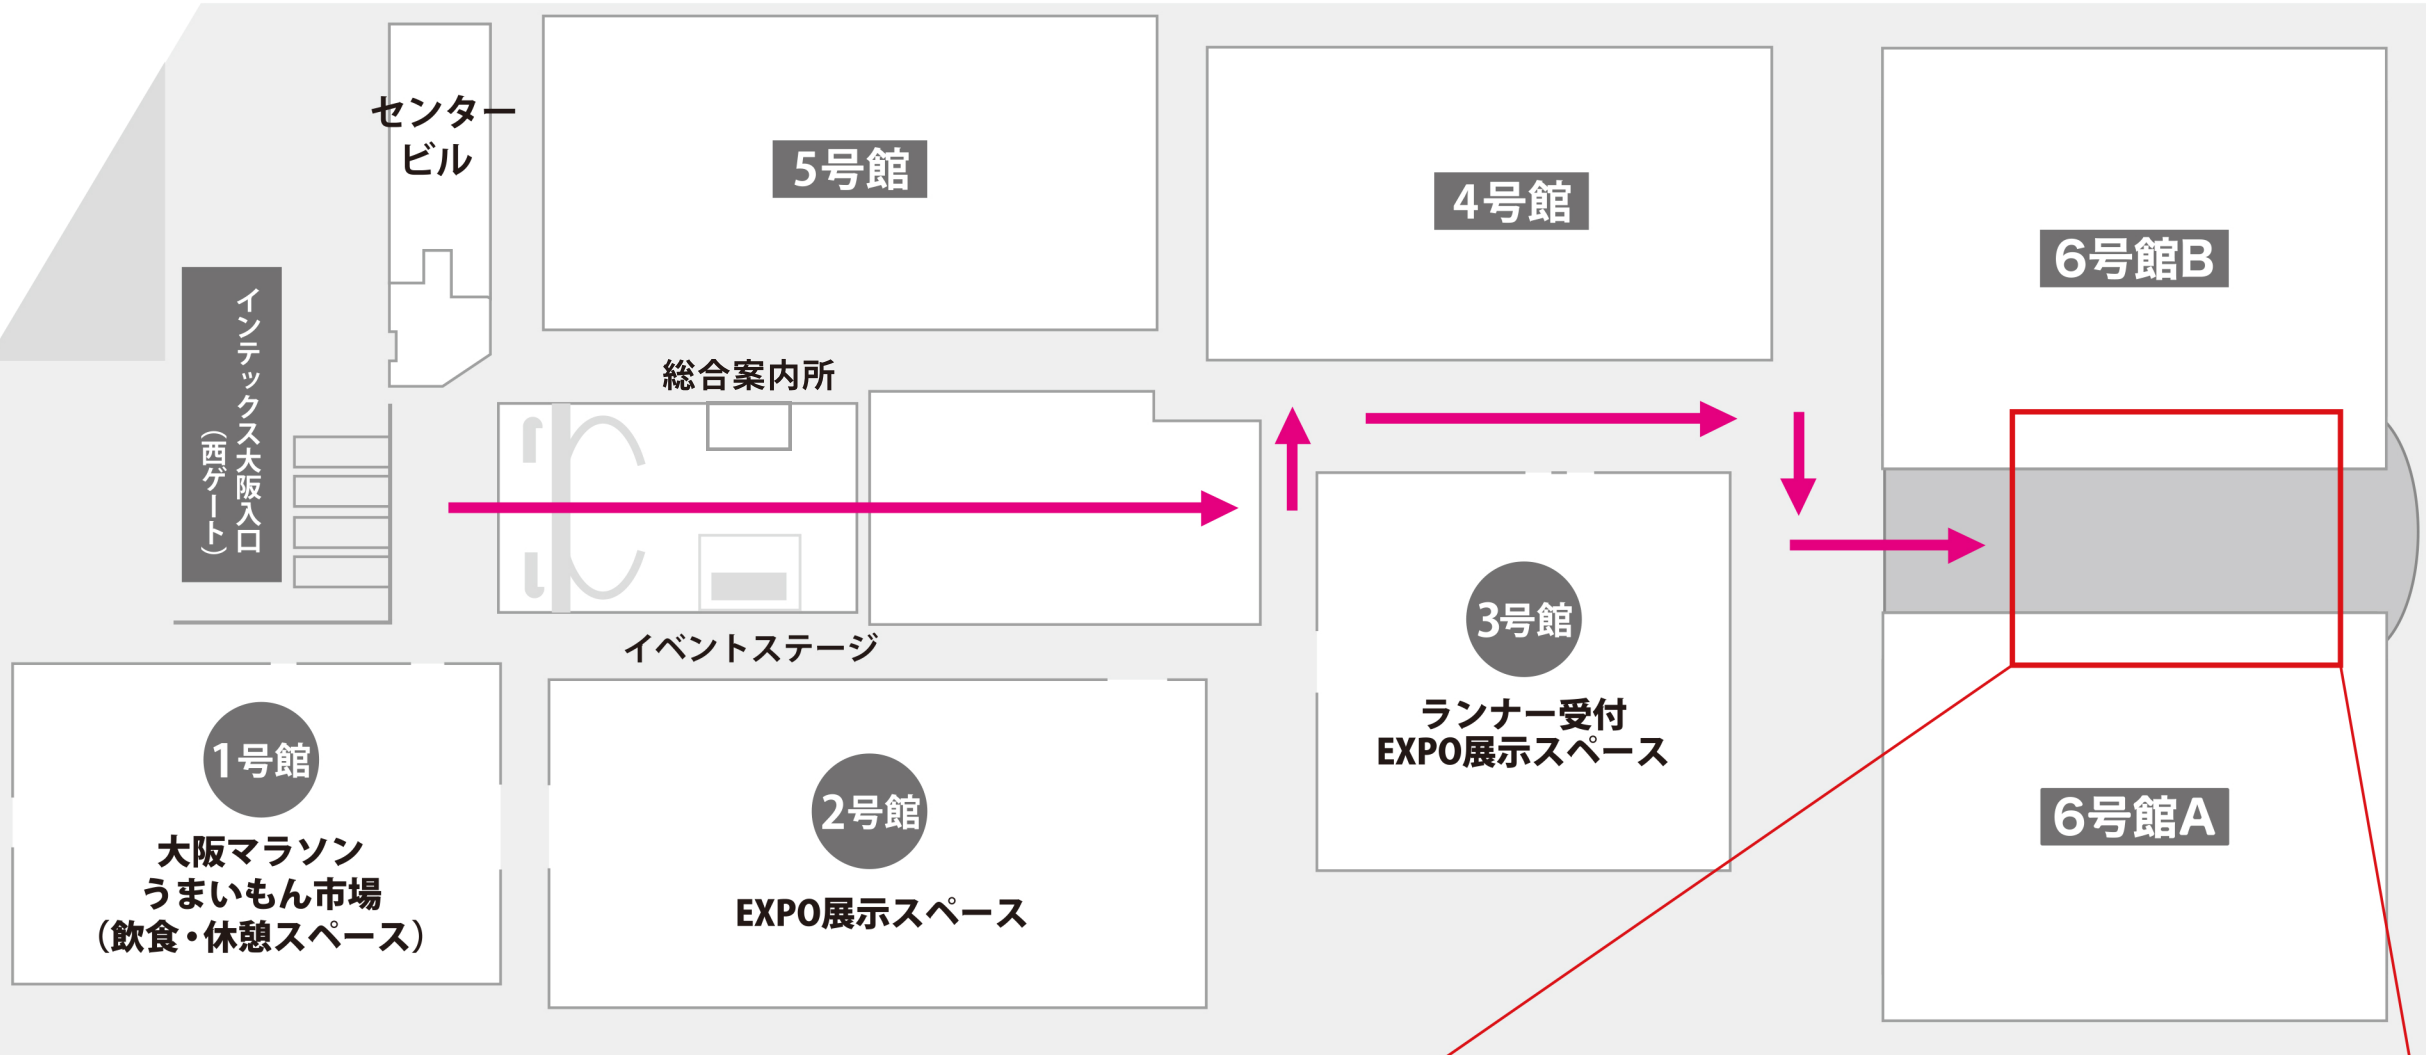 センター
ビル
5号館
4号館
6号館B
インテックス大阪入口
（西ゲート）
総合案内所
イベントステージ
3号館
ランナー受付
EXPO展示スペース
1号館
大阪マラソン
うまいもん市場
（飲食・休憩スペース）
2号館
EXPO展示スペース
6号館A